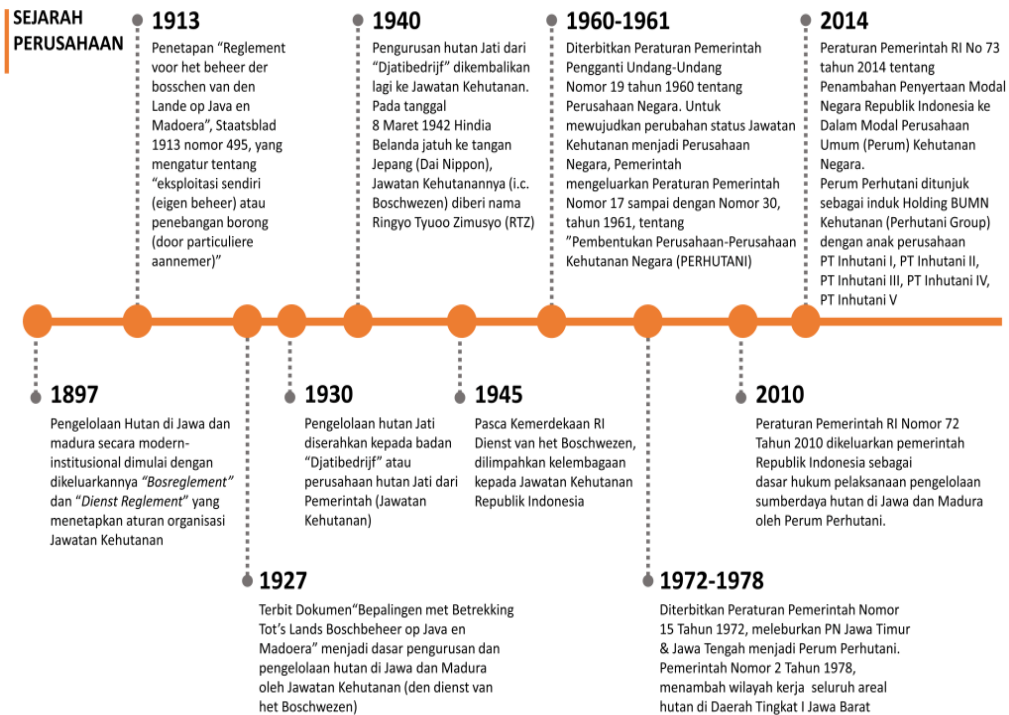 SEJARAH
PERUSAHAAN
1913
Penetapan “Reglement
voor het beheer der
bosschen van den
Lande op Java en
Madoera”, Staatsblad
1913 nomor 495, yang
mengatur tentang
“eksploitasi sendiri
(eigen beheer) atau
penebangan borong
(door particuliere
aannemer)”
1940
Pengurusan hutan Jati dari
“Djatibedrijf” dikembalikan
lagi ke Jawatan Kehutanan.
Pada tanggal
8 Maret 1942 Hindia
Belanda jatuh ke tangan
Jepang (Dai Nippon),
Jawatan Kehutanannya (i.c.
Boschwezen) diberi nama
Ringyo Tyuoo Zimusyo (RTZ)
1960-1961
Diterbitkan Peraturan Pemerintah
Pengganti Undang-Undang
Nomor 19 tahun 1960 tentang
Perusahaan Negara. Untuk
mewujudkan perubahan status Jawatan
Kehutanan menjadi Perusahaan
Negara, Pemerintah
mengeluarkan Peraturan Pemerintah
Nomor 17 sampai dengan Nomor 30,
tahun 1961, tentang
”Pembentukan Perusahaan-Perusahaan
Kehutanan Negara (PERHUTANI)
2014
Peraturan Pemerintah RI No 73
tahun 2014 tentang
Penambahan Penyertaan Modal
Negara Republik Indonesia ke
Dalam Modal Perusahaan
Umum (Perum) Kehutanan
Negara.
Perum Perhutani ditunjuk
sebagai induk Holding BUMN
Kehutanan (Perhutani Group)
dengan anak perusahaan
PT Inhutani I, PT Inhutani II,
PT Inhutani III, PT Inhutani IV,
PT Inhutani V
1897
Pengelolaan Hutan di Jawa dan
madura secara modern-
institusional dimulai dengan
dikeluarkannya “Bosreglement”
dan “Dienst Reglement” yang
menetapkan aturan organisasi
Jawatan Kehutanan
1930
Pengelolaan hutan Jati
diserahkan kepada badan
“Djatibedrijf” atau
perusahaan hutan Jati dari
Pemerintah (Jawatan
Kehutanan)
1945
Pasca Kemerdekaan RI
Dienst van het Boschwezen,
dilimpahkan kelembagaan
kepada Jawatan Kehutanan
Republik Indonesia
2010
Peraturan Pemerintah RI Nomor 72
Tahun 2010 dikeluarkan pemerintah
Republik Indonesia sebagai
dasar hukum pelaksanaan pengelolaan
sumberdaya hutan di Jawa dan Madura
oleh Perum Perhutani.
1927
Terbit Dokumen“Bepalingen met Betrekking
Tot’s Lands Boschbeheer op Java en
Madoera” menjadi dasar pengurusan dan
pengelolaan hutan di Jawa dan Madura
oleh Jawatan Kehutanan (den dienst van
het Boschwezen)
1972-1978
Diterbitkan Peraturan Pemerintah Nomor
15 Tahun 1972, meleburkan PN Jawa Timur
& Jawa Tengah menjadi Perum Perhutani.
Pemerintah Nomor 2 Tahun 1978,
menambah wilayah kerja seluruh areal
hutan di Daerah Tingkat I Jawa Barat